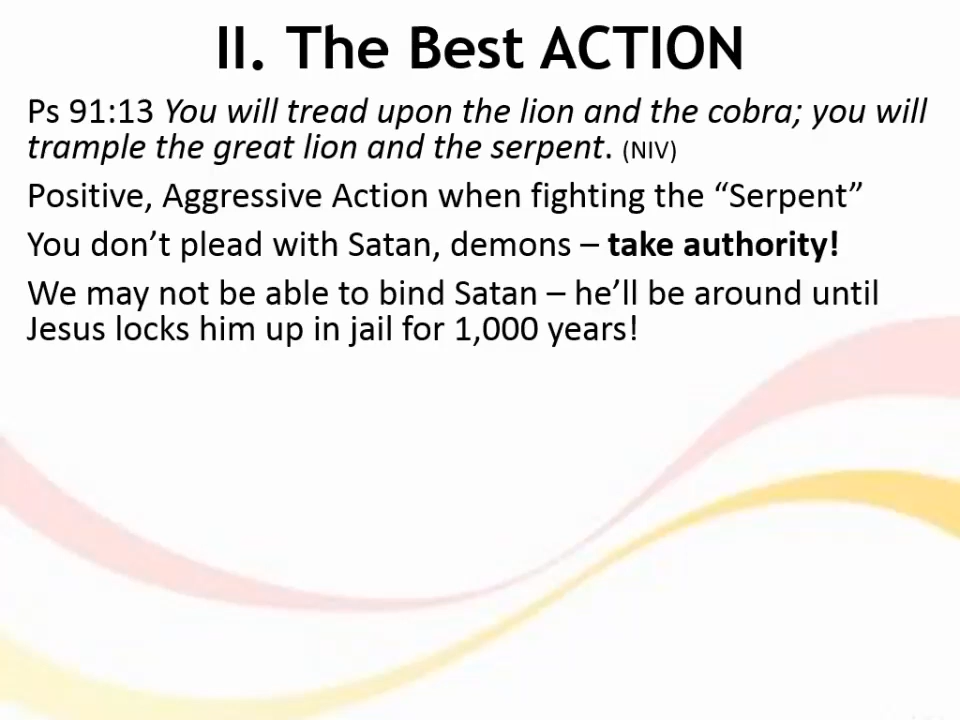 II. The Best ACTION
Ps 91:13 You will tread upon the lion and the cobra; you will
trample the great lion and the serpent. (NIV)
Positive, Aggressive Action when fighting the “Serpent”
You don’t plead with Satan, demons – take authority!
We may not be able to bind Satan – he’ll be around until
Jesus locks him up in jail for 1,000 years!